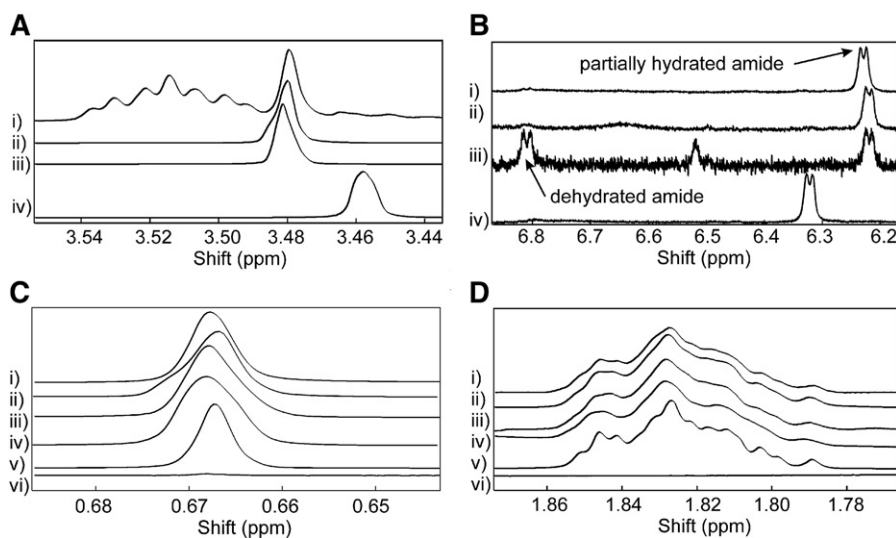 A
i)
ii)
iii)
iv)
3.54 3.52 3.50 3.48 3.46 3.44
Shift (ppm)
B
partially hydrated amide
i)
ii)
iii)
dehydrated amide
iv)
6.8 6.7 6.6 6.5 6.4 6.3 6.2
Shift (ppm)
C
i)
ii)
iii)
iv)
v)
vi)
0.68 0.67 0.66 0.65
Shift (ppm)
D
i)
ii)
iii)
iv)
v)
vi)
1.86 1.84 1.82 1.80 1.78
Shift (ppm)